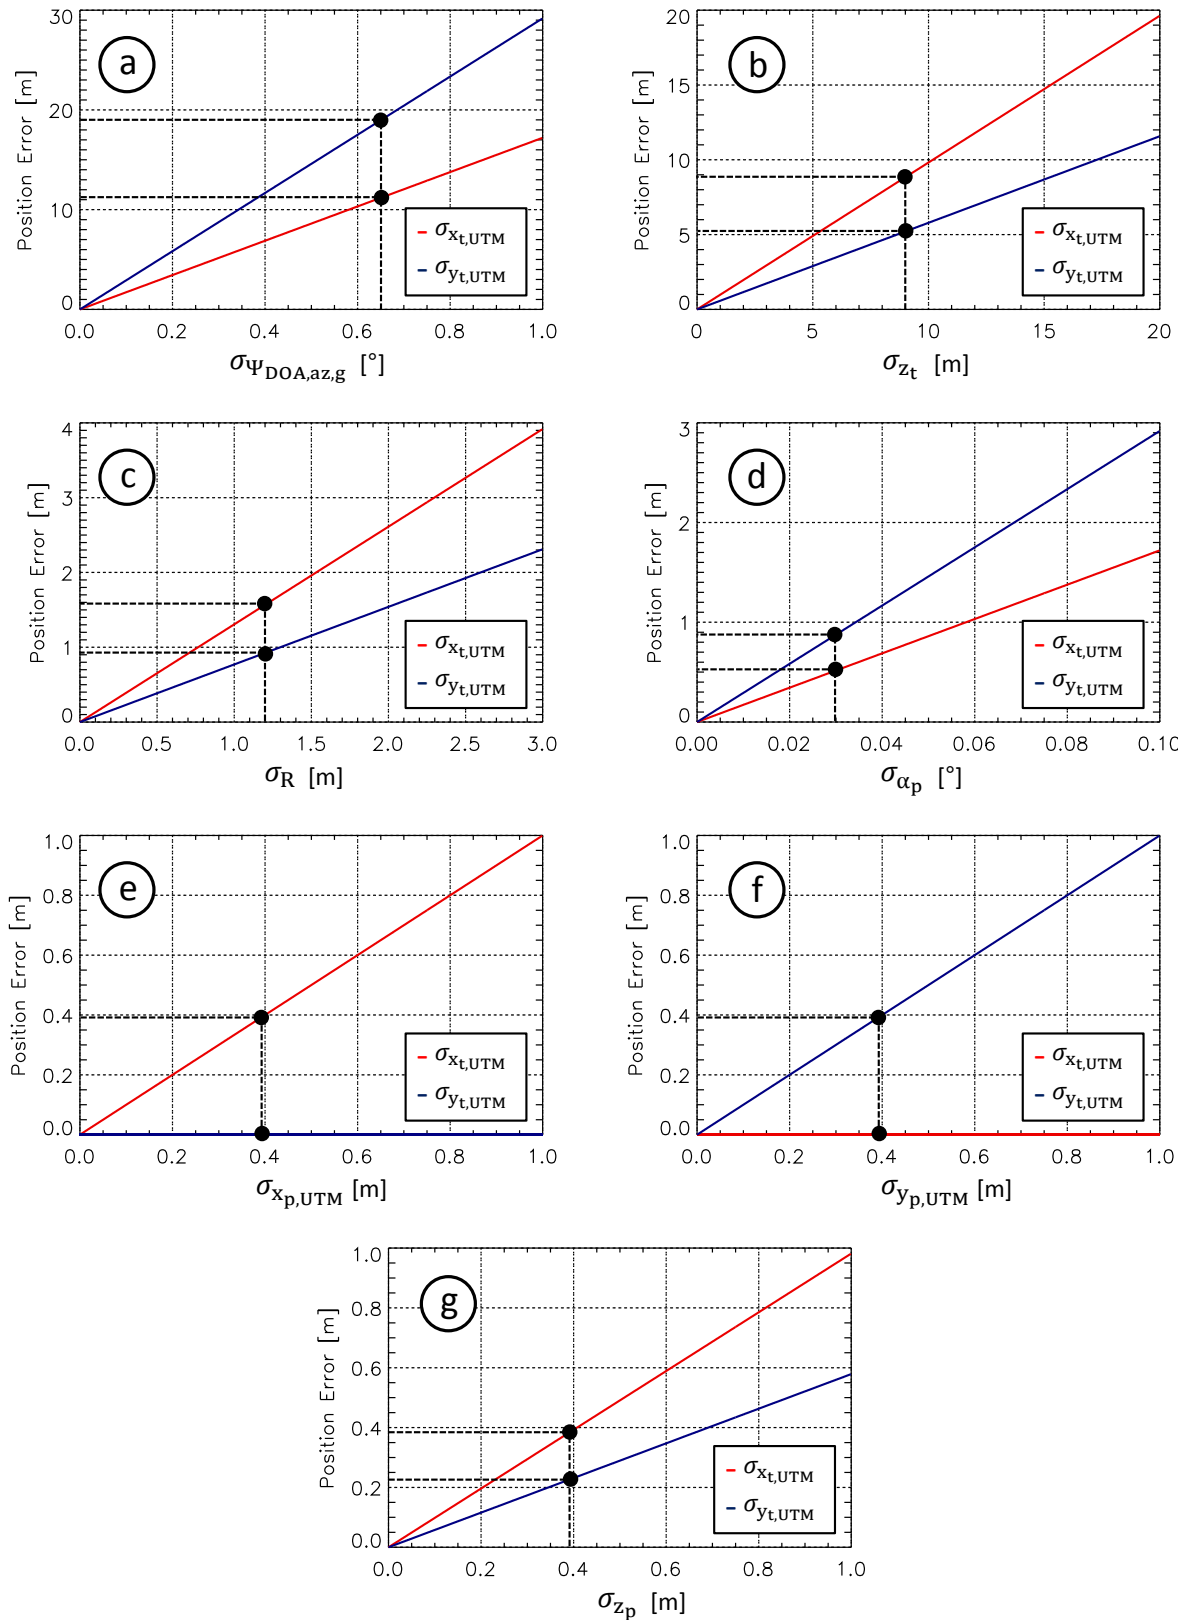 a
Position Error [m]
30
20
10
0
0.0 0.2 0.4 0.6 0.8 1.0
σΨDOA,az,g [°]
σxt,UTM
σyt,UTM
b
Position Error [m]
20
15
10
5
0
0 5 10 15 20
σzt [m]
σxt,UTM
σyt,UTM
c
Position Error [m]
4
3
2
1
0
0.0 0.5 1.0 1.5 2.0 2.5 3.0
σR [m]
σxt,UTM
σyt,UTM
d
Position Error [m]
3
2
1
0
0.00 0.02 0.04 0.06 0.08 0.10
σαp [°]
σxt,UTM
σyt,UTM
e
Position Error [m]
1.0
0.8
0.6
0.4
0.2
0.0
0.0 0.2 0.4 0.6 0.8 1.0
σxp,UTM [m]
σxt,UTM
σyt,UTM
f
Position Error [m]
1.0
0.8
0.6
0.4
0.2
0.0
0.0 0.2 0.4 0.6 0.8 1.0
σyp,UTM [m]
σxt,UTM
σyt,UTM
g
Position Error [m]
1.0
0.8
0.6
0.4
0.2
0.0
0.0 0.2 0.4 0.6 0.8 1.0
σzp [m]
σxt,UTM
σyt,UTM